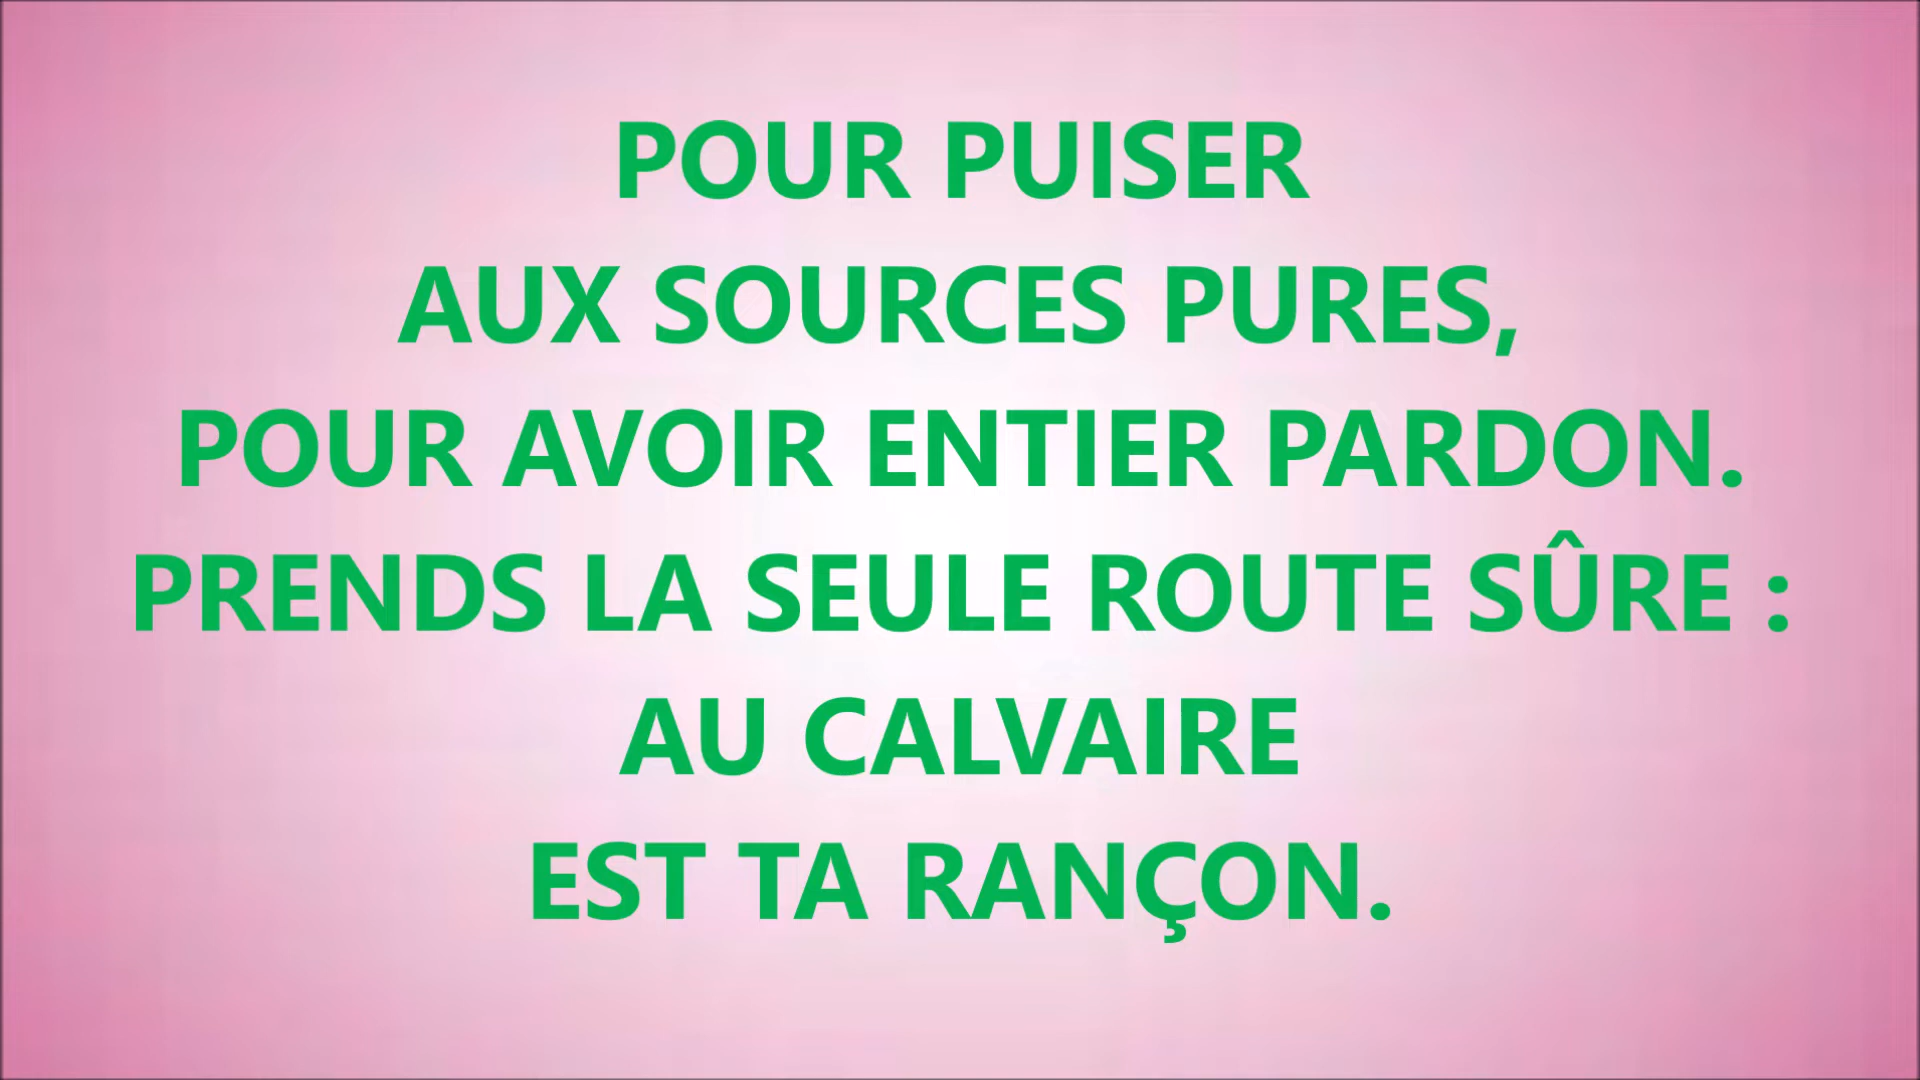 POUR PUISER
AUX SOURCES PURES,
POUR AVOIR ENTIER PARDON.
PRENDS LA SEULE ROUTE SÛRE :
AU CALVAIRE
EST TA RANÇON.